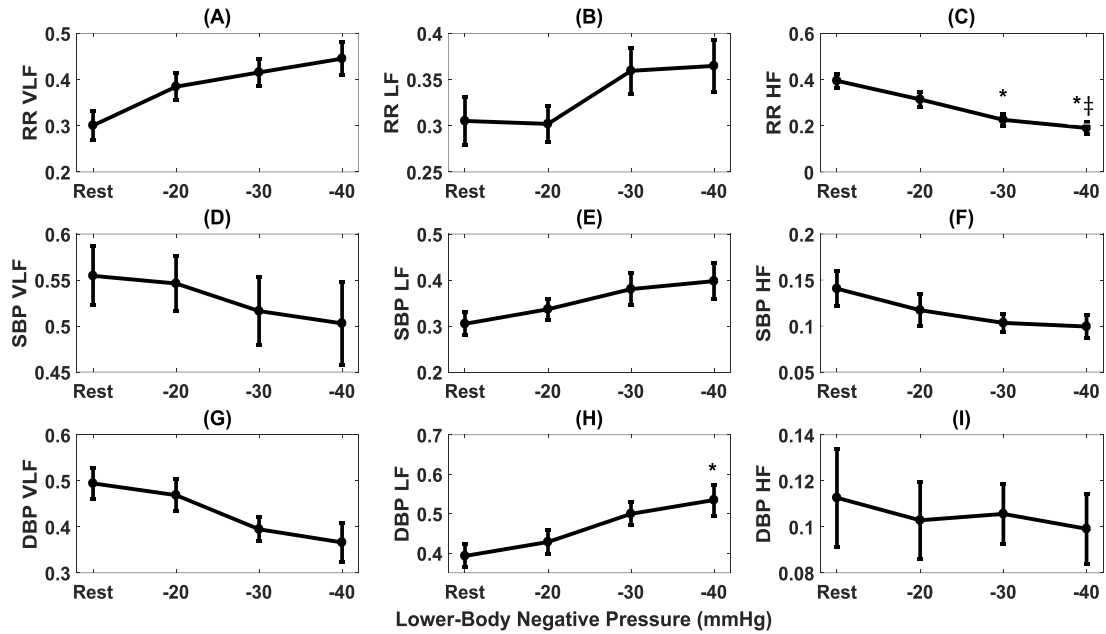 (A)
0.5
0.4
0.3
0.2
RR VLF
Rest -20 -30 -40
(B)
0.4
0.35
0.3
0.25
RR LF
Rest -20 -30 -40
(C)
0.6
0.4
0.2
0
RR HF
*
*‡
Rest -20 -30 -40
(D)
0.6
0.55
0.5
0.45
SBP VLF
Rest -20 -30 -40
(E)
0.5
0.4
0.3
0.2
SBP LF
Rest -20 -30 -40
(F)
0.2
0.15
0.1
0.05
SBP HF
Rest -20 -30 -40
(G)
0.6
0.5
0.4
0.3
DBP VLF
Rest -20 -30 -40
(H)
0.7
0.6
0.5
0.4
DBP LF
*
Rest -20 -30 -40
(I)
0.14
0.12
0.1
0.08
DBP HF
Rest -20 -30 -40
Lower-Body Negative Pressure (mmHg)